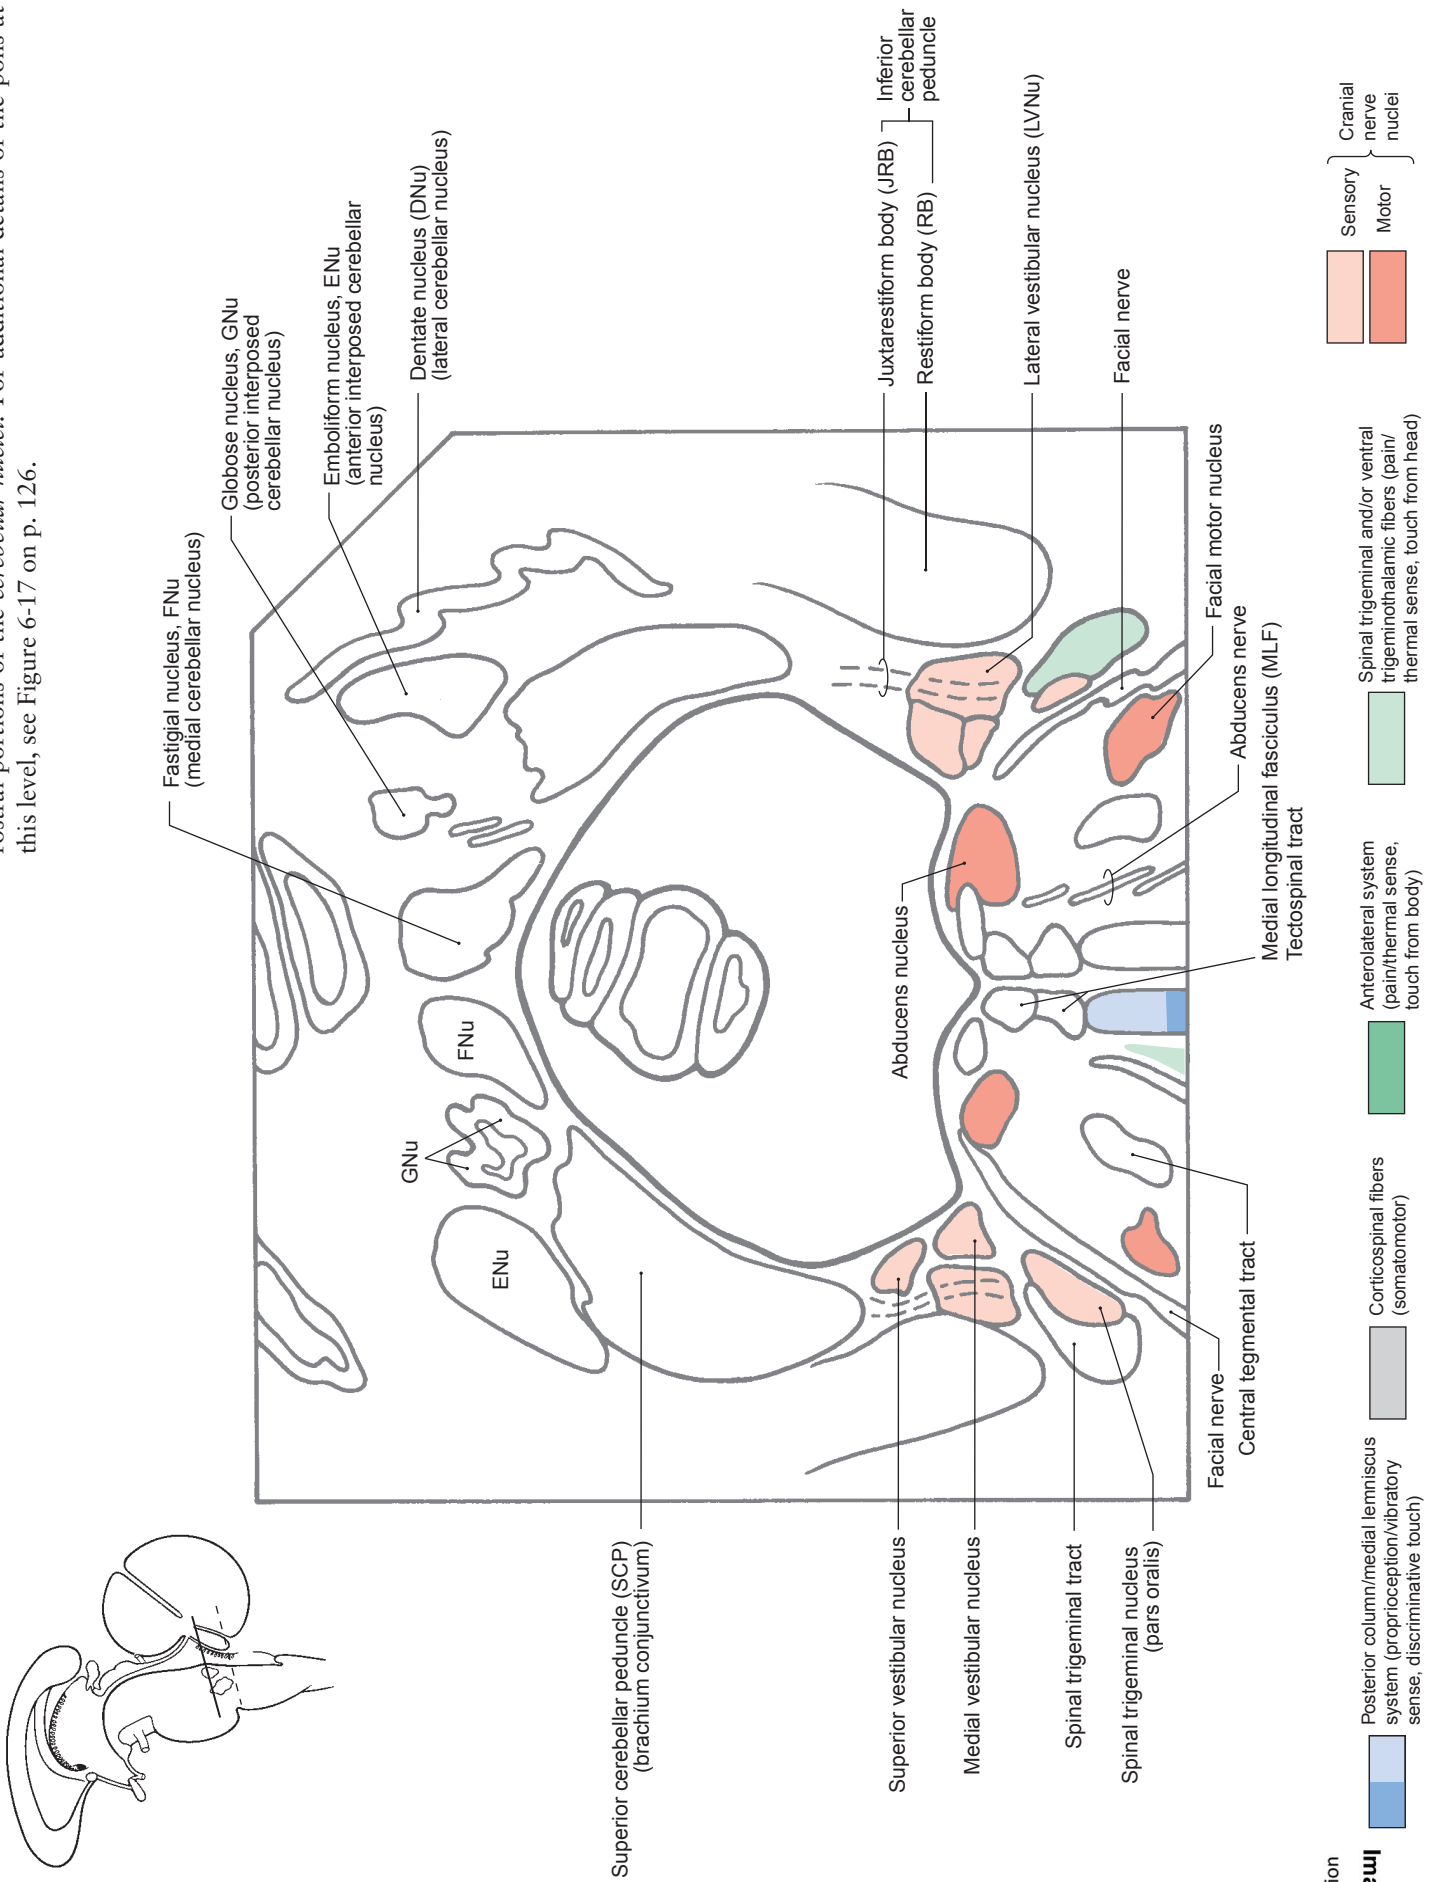 rostral portions of the cerebellar nuclei. For additional details of the pons at
this level, see Figure 6-17 on p. 126.
Fastigial nucleus, FNu
(medial cerebellar nucleus)
Globose nucleus, GNu
(posterior interposed
cerebellar nucleus)
Emboliform nucleus, ENu
(anterior interposed cerebellar
nucleus)
Dentate nucleus (DNu)
(lateral cerebellar nucleus)
GNu
FNu
ENu
Superior cerebellar peduncle (SCP)
(brachium conjunctivum)
Juxtarestiform body (JRB)
Restiform body (RB)
Inferior
cerebellar
peduncle
Superior vestibular nucleus
Abducens nucleus
Medial vestibular nucleus
Lateral vestibular nucleus (LVNu)
Spinal trigeminal tract
Facial nerve
Spinal trigeminal nucleus
(pars oralis)
Facial nerve
Central tegmental tract
Facial motor nucleus
Abducens nerve
Medial longitudinal fasciculus (MLF)
Tectospinal tract
Posterior column/medial lemniscus
system (proprioception/vibratory
sense, discriminative touch)
Corticospinal fibers
(somatomotor)
Anterolateral system
(pain/thermal sense,
touch from body)
Spinal trigeminal and/or ventral
trigeminothalamic fibers (pain/
thermal sense, touch from head)
Sensory
Motor
Cranial
nerve
nuclei
ion
Ima